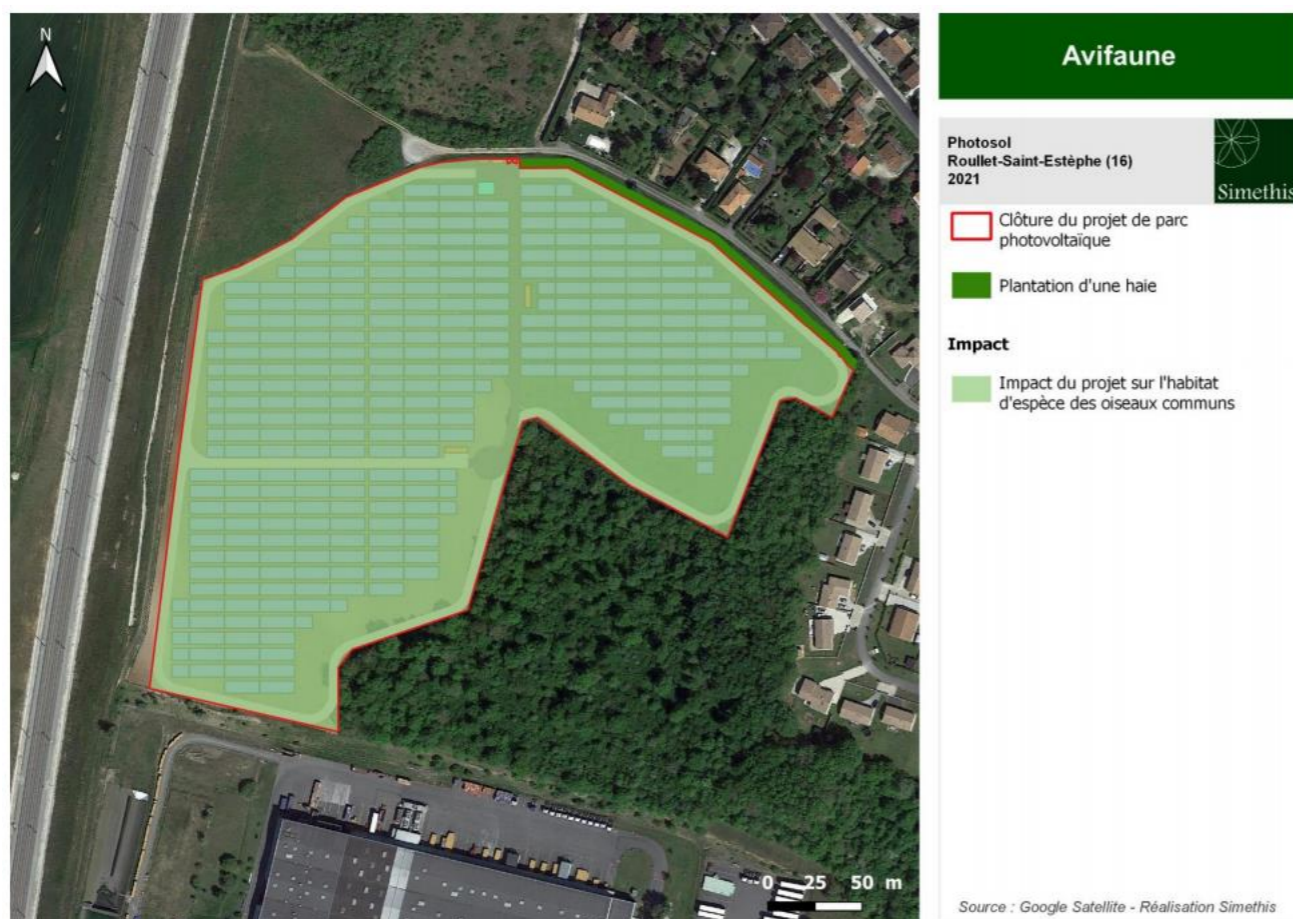 N
Avifaune
Photosol
Roullet-Saint-Estèphe (16)
2021
Simethis
Clôture du projet de parc
photovoltaïque
Plantation d'une haie
Impact
Impact du projet sur l'habitat
d'espèce des oiseaux communs
0 25 50 m
Source : Google Satellite - Réalisation Simethis